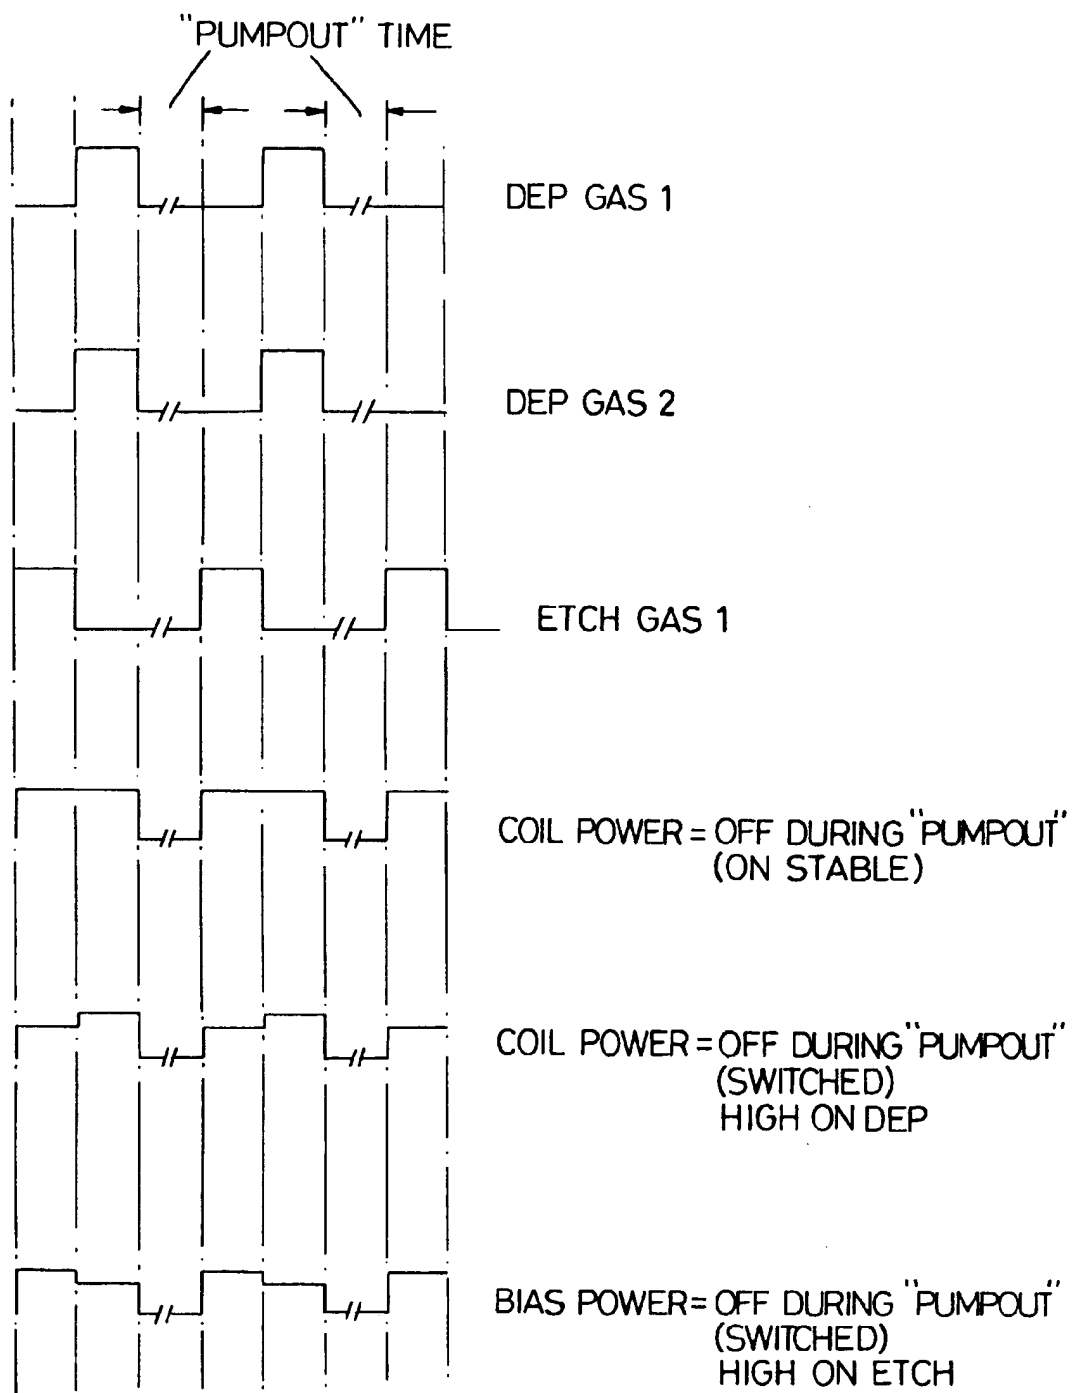 "PUMPOUT" TIME
DEP GAS 1
DEP GAS 2
ETCH GAS 1
COIL POWER = OFF DURING "PUMPOUT"
(ON STABLE)
COIL POWER = OFF DURING "PUMPOUT"
(SWITCHED)
HIGH ON DEP
BIAS POWER = OFF DURING "PUMPOUT"
(SWITCHED)
HIGH ON ETCH